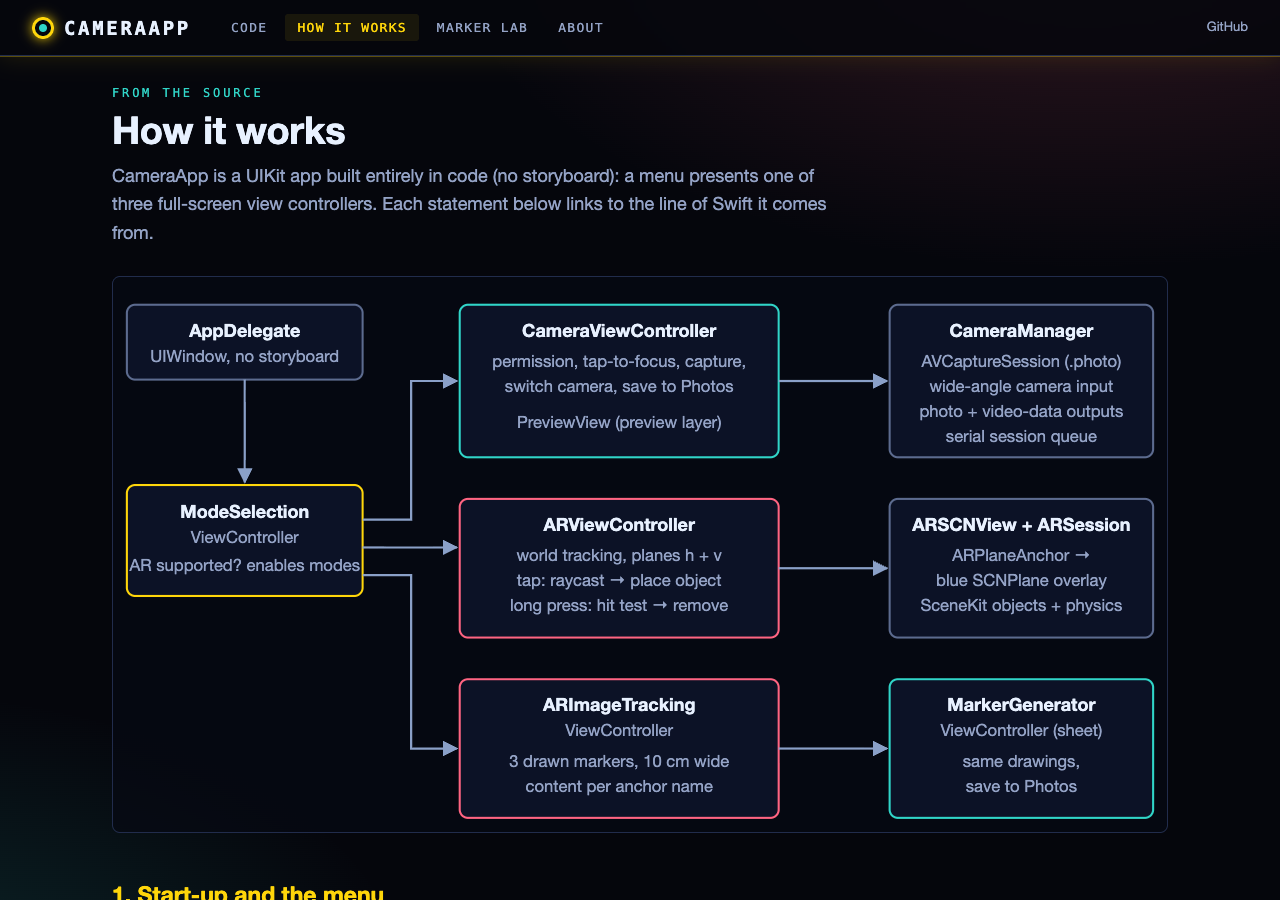 CAMERAAPP
CODE
HOW IT WORKS
MARKER LAB
ABOUT
GitHub
FROM THE SOURCE
How it works
CameraApp is a UIKit app built entirely in code (no storyboard): a menu presents one of
three full-screen view controllers. Each statement below links to the line of Swift it comes
from.
AppDelegate
UIWindow, no storyboard
CameraViewController
permission, tap-to-focus, capture,
switch camera, save to Photos
PreviewView (preview layer)
CameraManager
AVCaptureSession (.photo)
wide-angle camera input
photo + video-data outputs
serial session queue
ModeSelection
ViewController
AR supported? enables modes
ARViewController
world tracking, planes h + v
tap: raycast → place object
long press: hit test → remove
ARSCNView + ARSession
ARPlaneAnchor →
blue SCNPlane overlay
SceneKit objects + physics
ARImageTracking
ViewController
3 drawn markers, 10 cm wide
content per anchor name
MarkerGenerator
ViewController (sheet)
same drawings,
save to Photos
1. Start-up and the menu